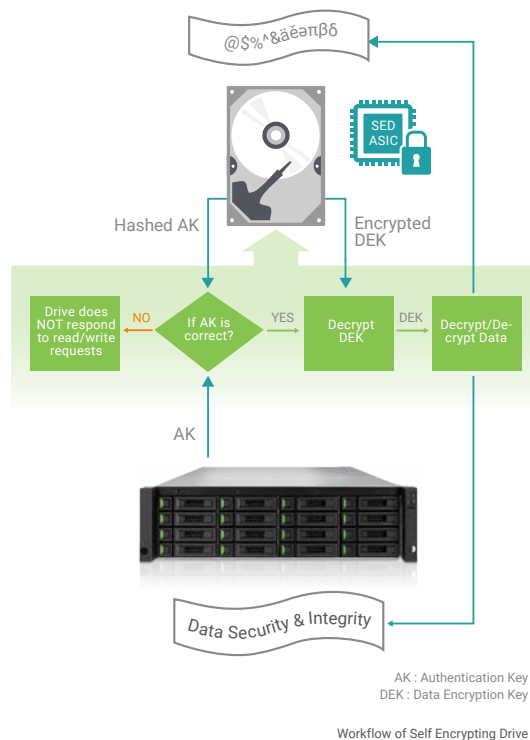 @$%^&äěəπβδ
SED
ASIC
Hashed AK
Encrypted
DEK
Drive does
NOT respond
to read/write
requests
NO
If AK is
correct?
YES
Decrypt
DEK
DEK
Decrypt/De-
crypt Data
AK
Data Security & Integrity
AK : Authentication Key
DEK : Data Encryption Key
Workflow of Self Encrypting Drive